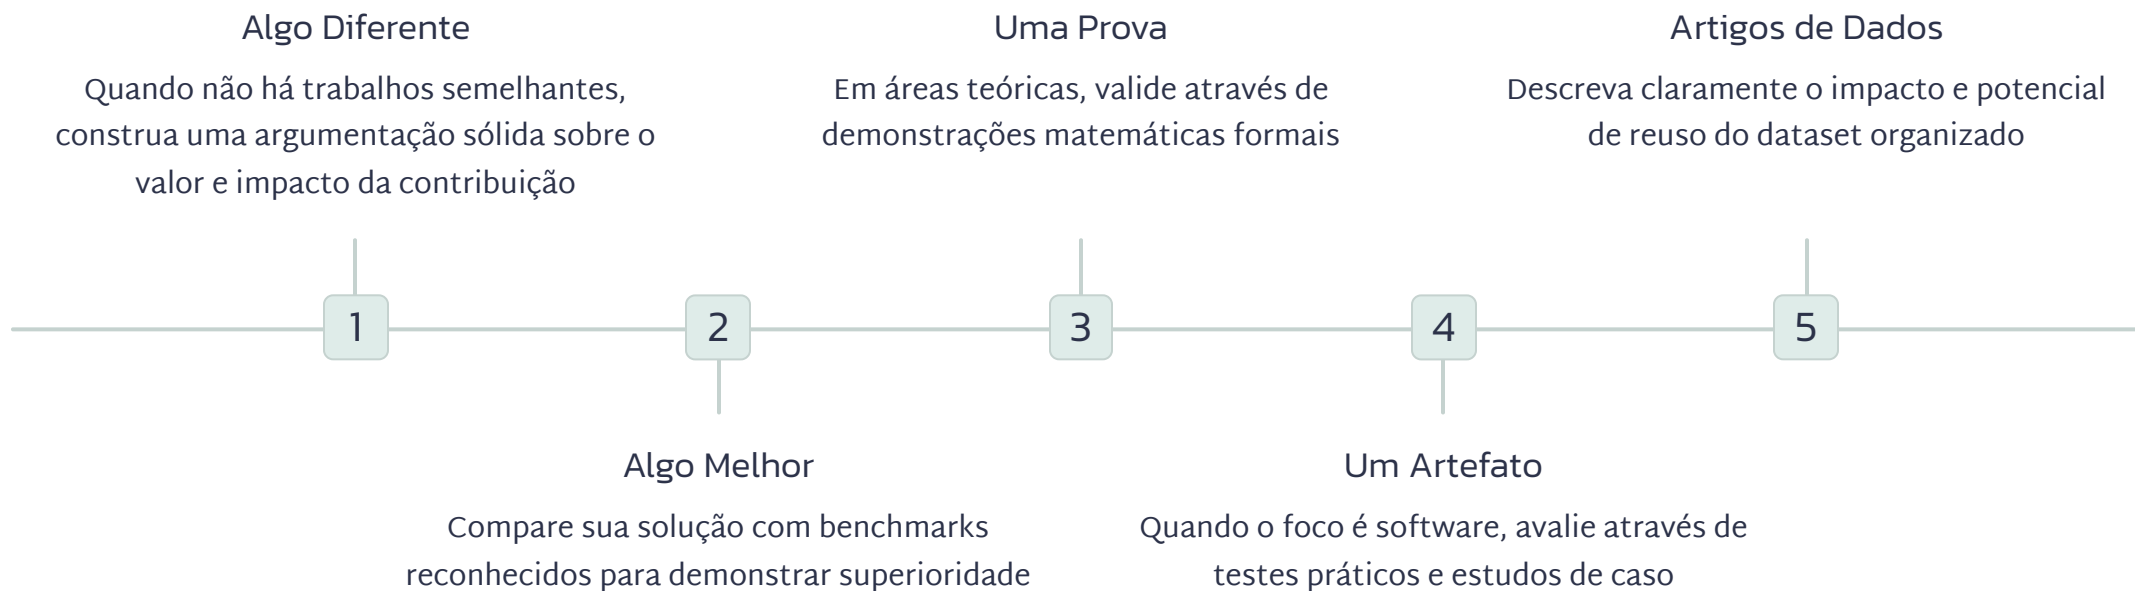 Algo Diferente
Quando não há trabalhos semelhantes,
construa uma argumentação sólida sobre o
valor e impacto da contribuição
Uma Prova
Em áreas teóricas, valide através de
demonstrações matemáticas formais
Artigos de Dados
Descreva claramente o impacto e potencial
de reuso do dataset organizado
1
2
3
4
5
Algo Melhor
Compare sua solução com benchmarks
reconhecidos para demonstrar superioridade
Um Artefato
Quando o foco é software, avalie através de
testes práticos e estudos de caso